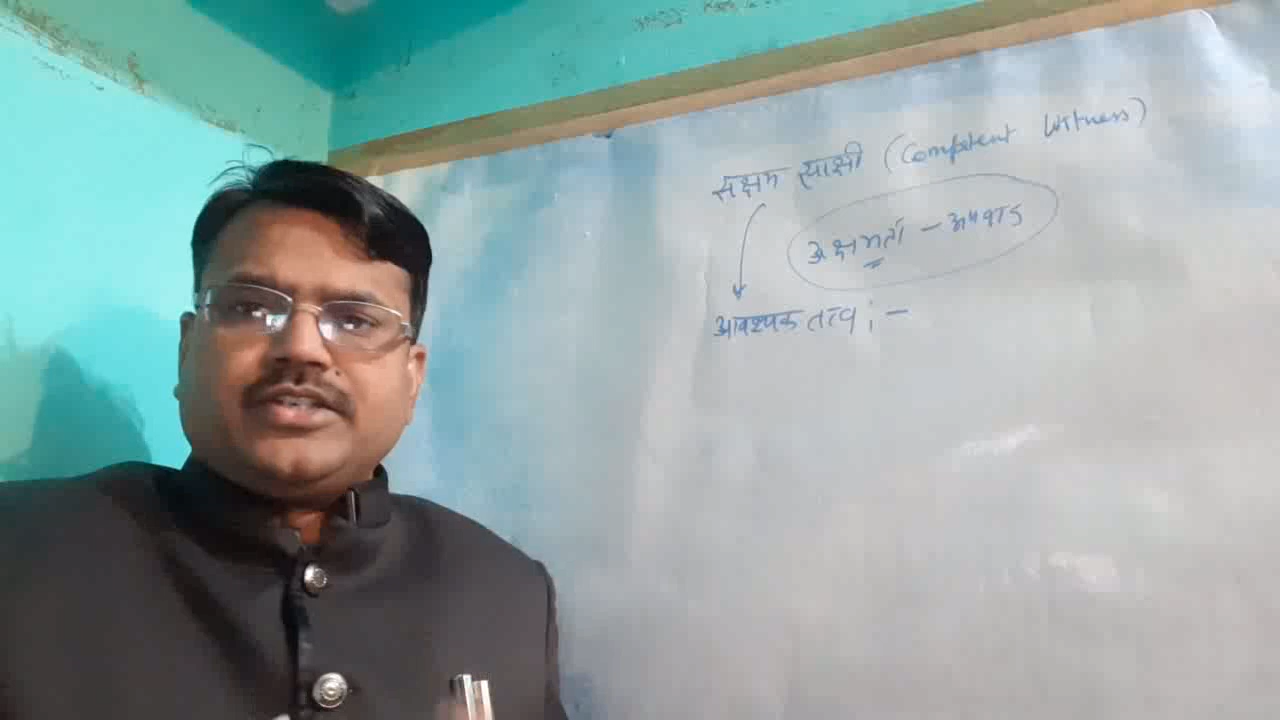 सक्षम साक्षी (Competent Witness)
अक्षमता - अपवाद
आवश्यक तत्व ; -